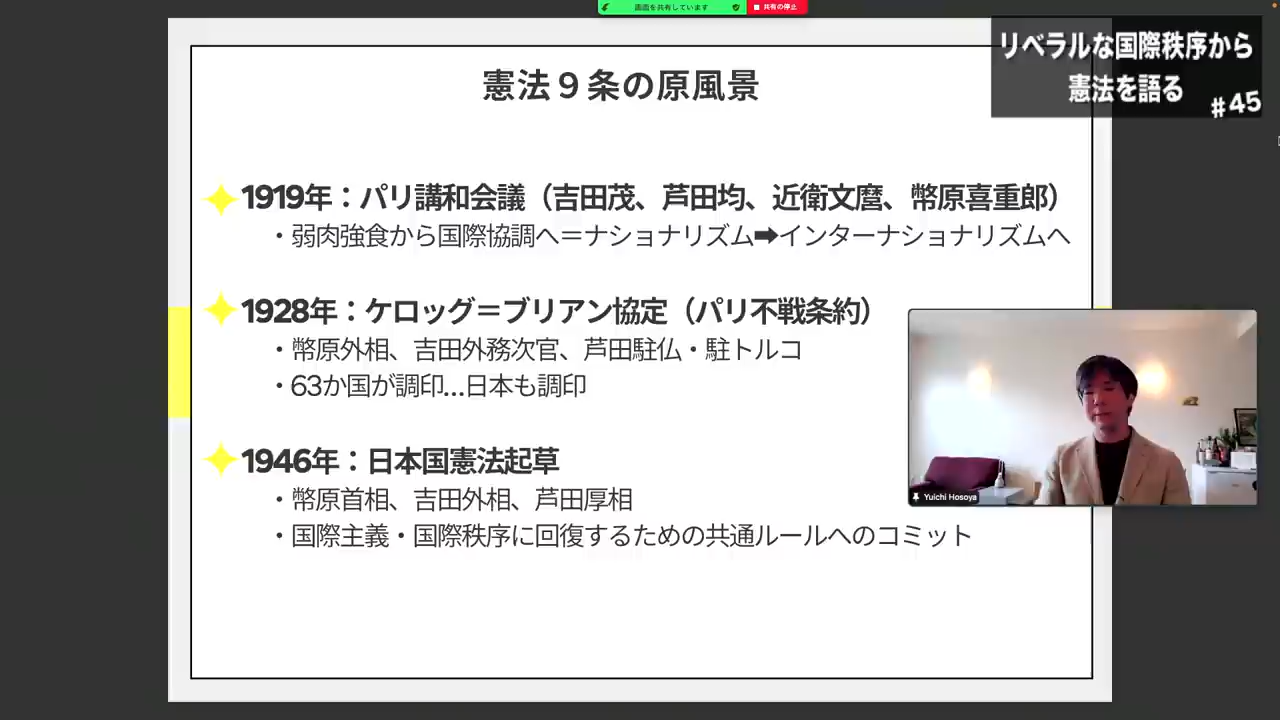 画面を共有しています
共有の停止
リベラルな国際秩序から
憲法を語る
#45
憲法9条の原風景
1919年：パリ講和会議（吉田茂、芦田均、近衛文麿、幣原喜重郎）
・弱肉強食から国際協調へ＝ナショナリズム➡インターナショナリズムへ
1928年：ケロッグ＝ブリアン協定（パリ不戦条約）
・幣原外相、吉田外務次官、芦田駐仏・駐トルコ
・63か国が調印…日本も調印
1946年：日本国憲法起草
・幣原首相、吉田外相、芦田厚相
・国際主義・国際秩序に回復するための共通ルールへのコミット
Yuichi Hosoya